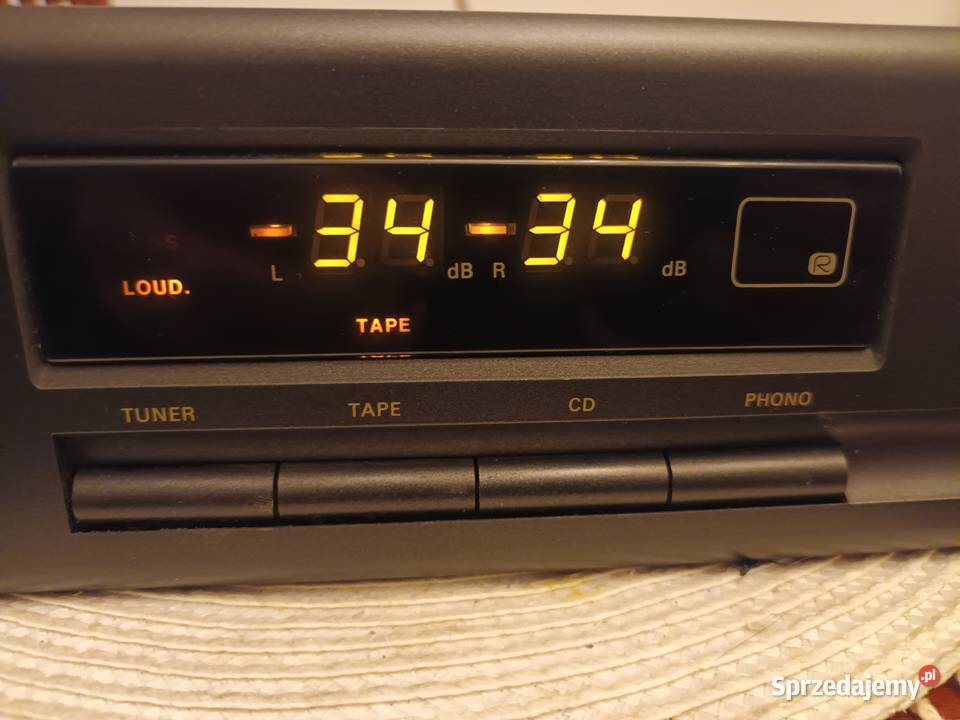 -34 -34
L dB R dB
LOUD.
R
TAPE
TUNER TAPE CD PHONO
Sprzedajemy.pl